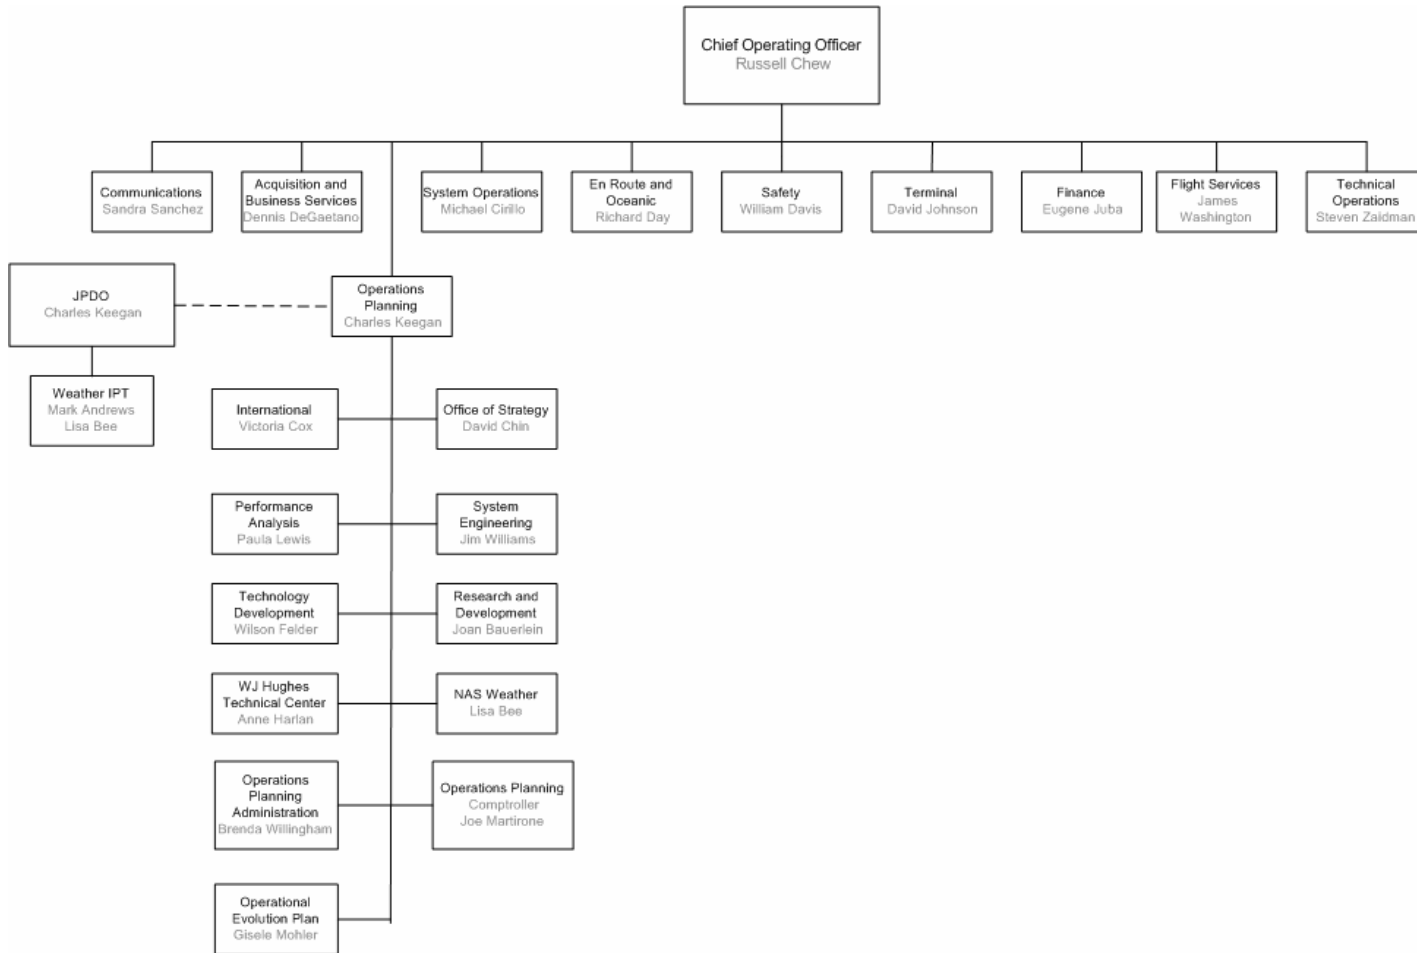 Chief Operating Officer
Russell Chew
Communications
Sandra Sanchez
Acquisition and
Business Services
Dennis DeGaetano
System Operations
Michael Cirillo
En Route and
Oceanic
Richard Day
Safety
William Davis
Terminal
David Johnson
Finance
Eugene Juba
Flight Services
James
Washington
Technical
Operations
Steven Zaidman
JPDO
Charles Keegan
Operations
Planning
Charles Keegan
Weather IPT
Mark Andrews
Lisa Bee
International
Victoria Cox
Office of Strategy
David Chin
Performance
Analysis
Paula Lewis
System
Engineering
Jim Williams
Technology
Development
Wilson Felder
Research and
Development
Joan Bauerlein
WJ Hughes
Technical Center
Anne Harlan
NAS Weather
Lisa Bee
Operations
Planning
Administration
Brenda Willingham
Operations Planning
Comptroller
Joe Martirone
Operational
Evolution Plan
Gisele Mohler